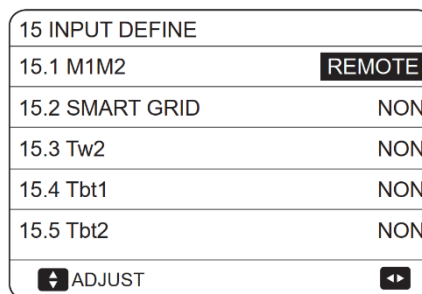 15 INPUT DEFINE
15.1 M1M2 REMOTE
15.2 SMART GRID NON
15.3 Tw2 NON
15.4 Tbt1 NON
15.5 Tbt2 NON
ADJUST